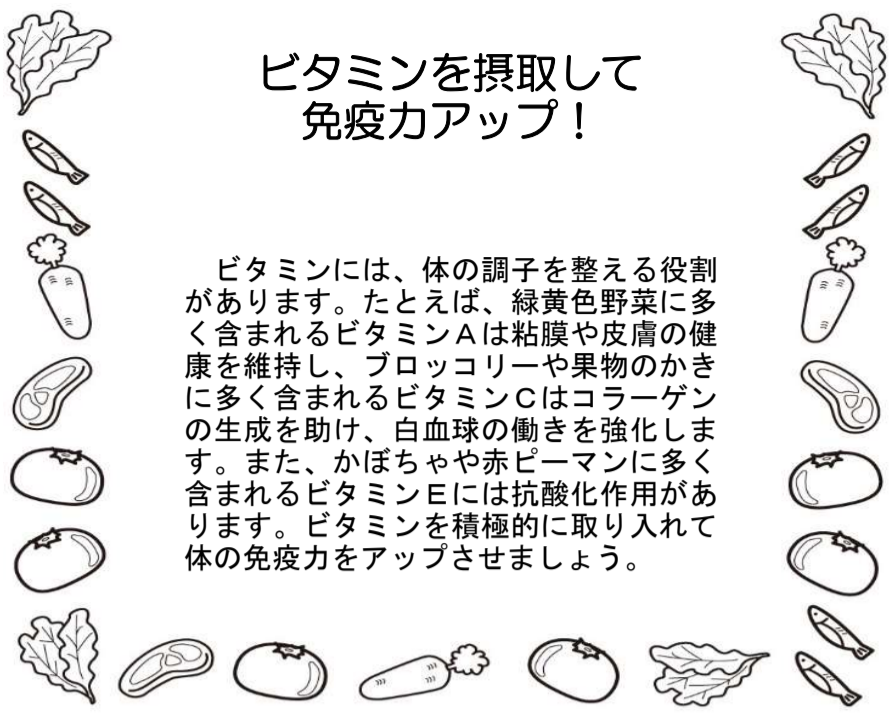 ビタミンを摂取して
免疫力アップ！
　ビタミンには、体の調子を整える役割
があります。たとえば、緑黄色野菜に多
く含まれるビタミンＡは粘膜や皮膚の健
康を維持し、ブロッコリーや果物のかき
に多く含まれるビタミンＣはコラーゲン
の生成を助け、白血球の働きを強化しま
す。また、かぼちゃや赤ピーマンに多く
含まれるビタミンＥには抗酸化作用があ
ります。ビタミンを積極的に取り入れて
体の免疫力をアップさせましょう。